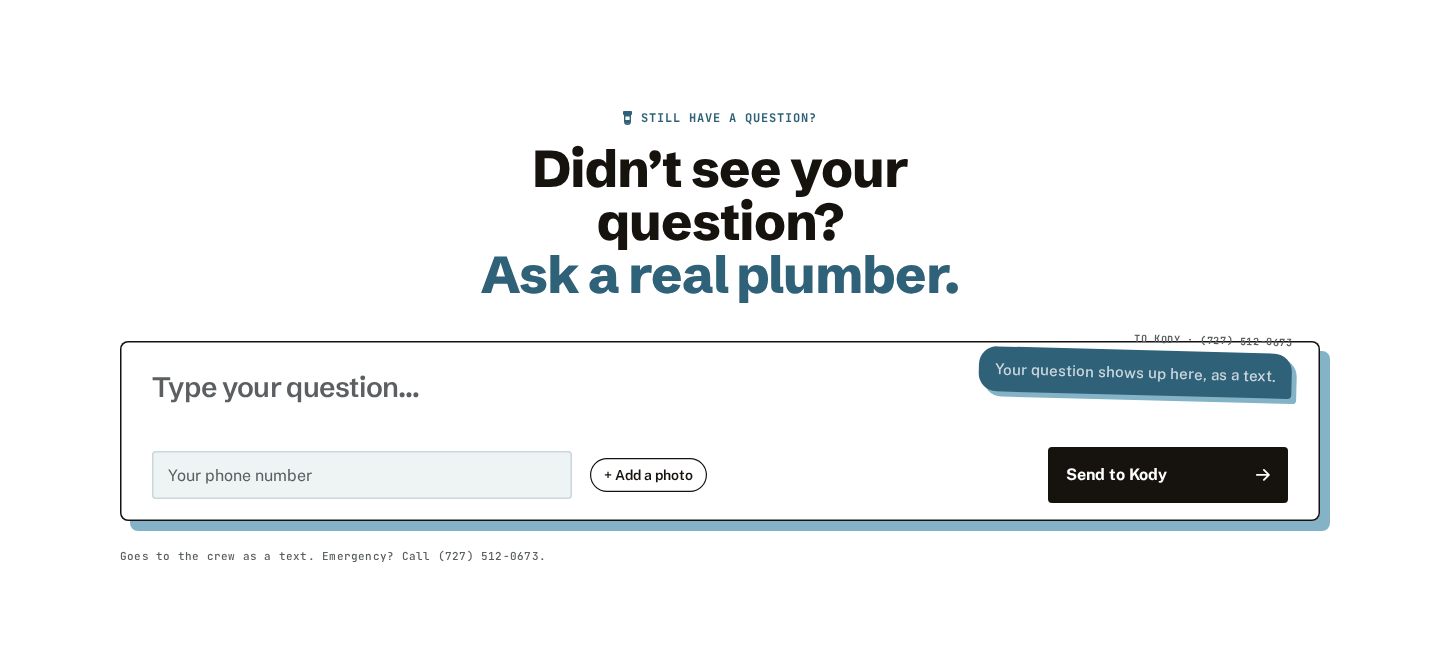 STILL HAVE A QUESTION?
Didn’t see your
question?
Ask a real plumber.
TO KODY · (727) 512-0673
Type your question...
Your question shows up here, as a text.
Your phone number
+ Add a photo
Send to Kody
Goes to the crew as a text. Emergency? Call (727) 512-0673.